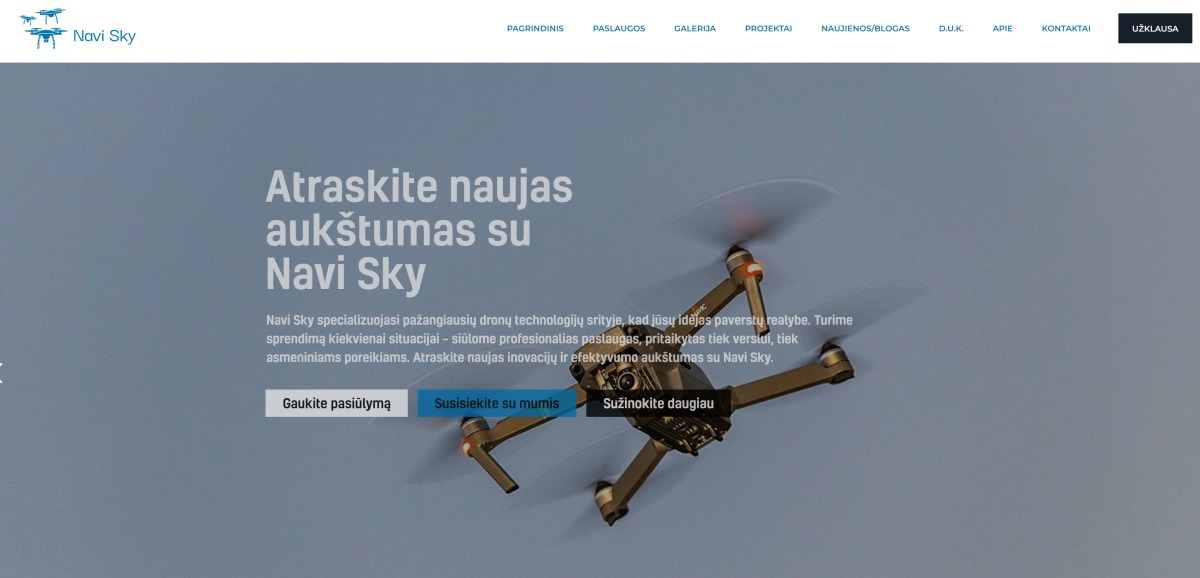 Navi Sky
PAGRINDINIS PASLAUGOS GALERIJA PROJEKTAI NAUJIENOS/BLOGAS D.U.K. APIE KONTAKTAI UŽKLAUSA
Atraskite naujas
aukštumas su
Navi Sky
Navi Sky specializuojasi pažangiausių dronų technologijų srityje, kad jūsų idėjas paverstų realybe. Turime
sprendimą kiekvienai situacijai – siūlome profesionalias paslaugas, pritaikytas tiek verslui, tiek
asmeniniams poreikiams. Atraskite naujas inovacijų ir efektyvumo aukštumas su Navi Sky.
Gaukite pasiūlymą Susisiekite su mumis Sužinokite daugiau